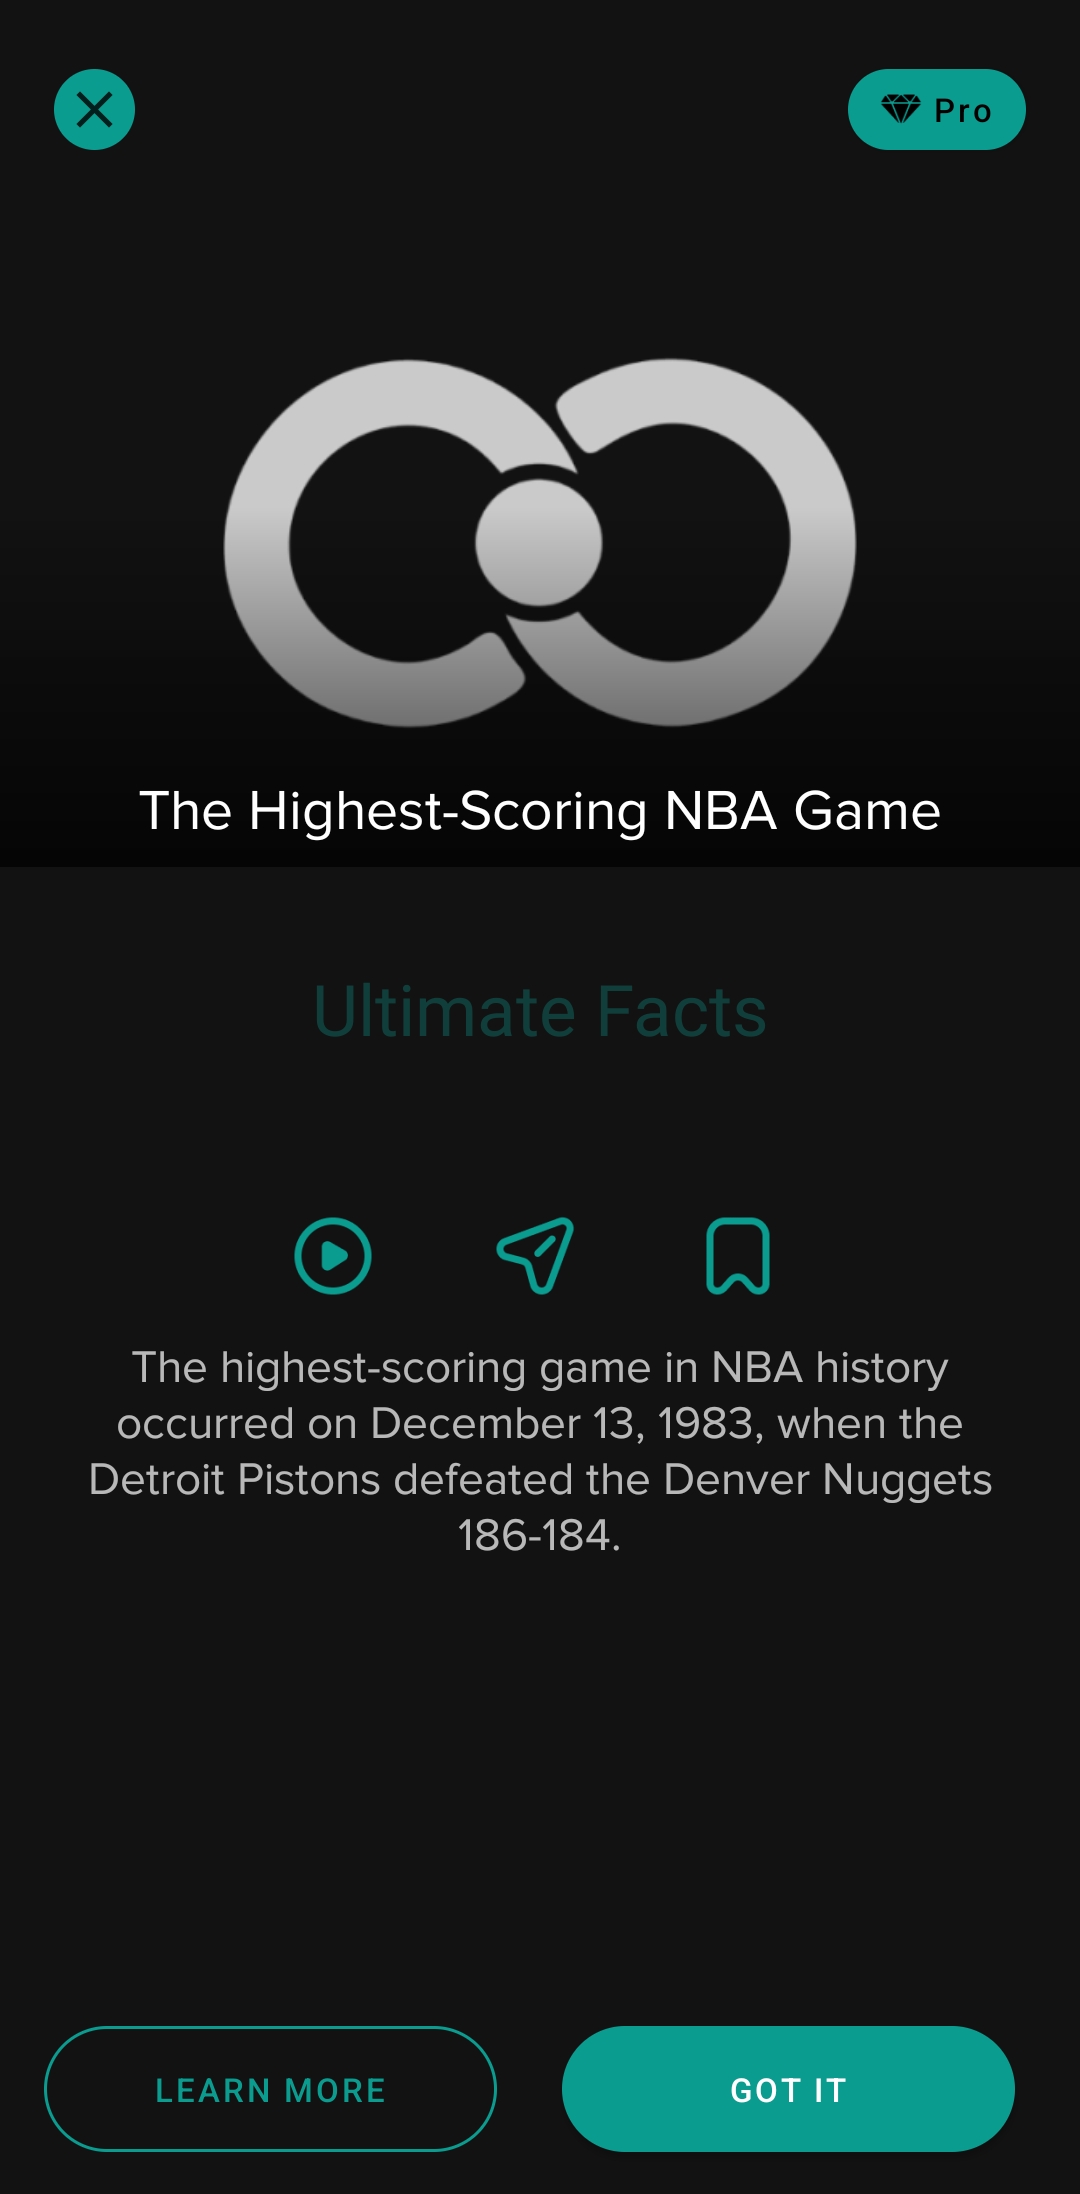 Pro
The Highest-Scoring NBA Game
Ultimate Facts
The highest-scoring game in NBA history
occurred on December 13, 1983, when the
Detroit Pistons defeated the Denver Nuggets
186-184.
LEARN MORE
GOT IT